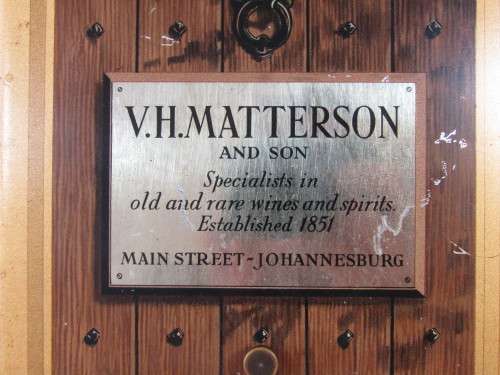 V.H.MATTERSON
AND SON
Specialists in
old and rare wines and spirits.
Established 1851
MAIN STREET-JOHANNESBURG